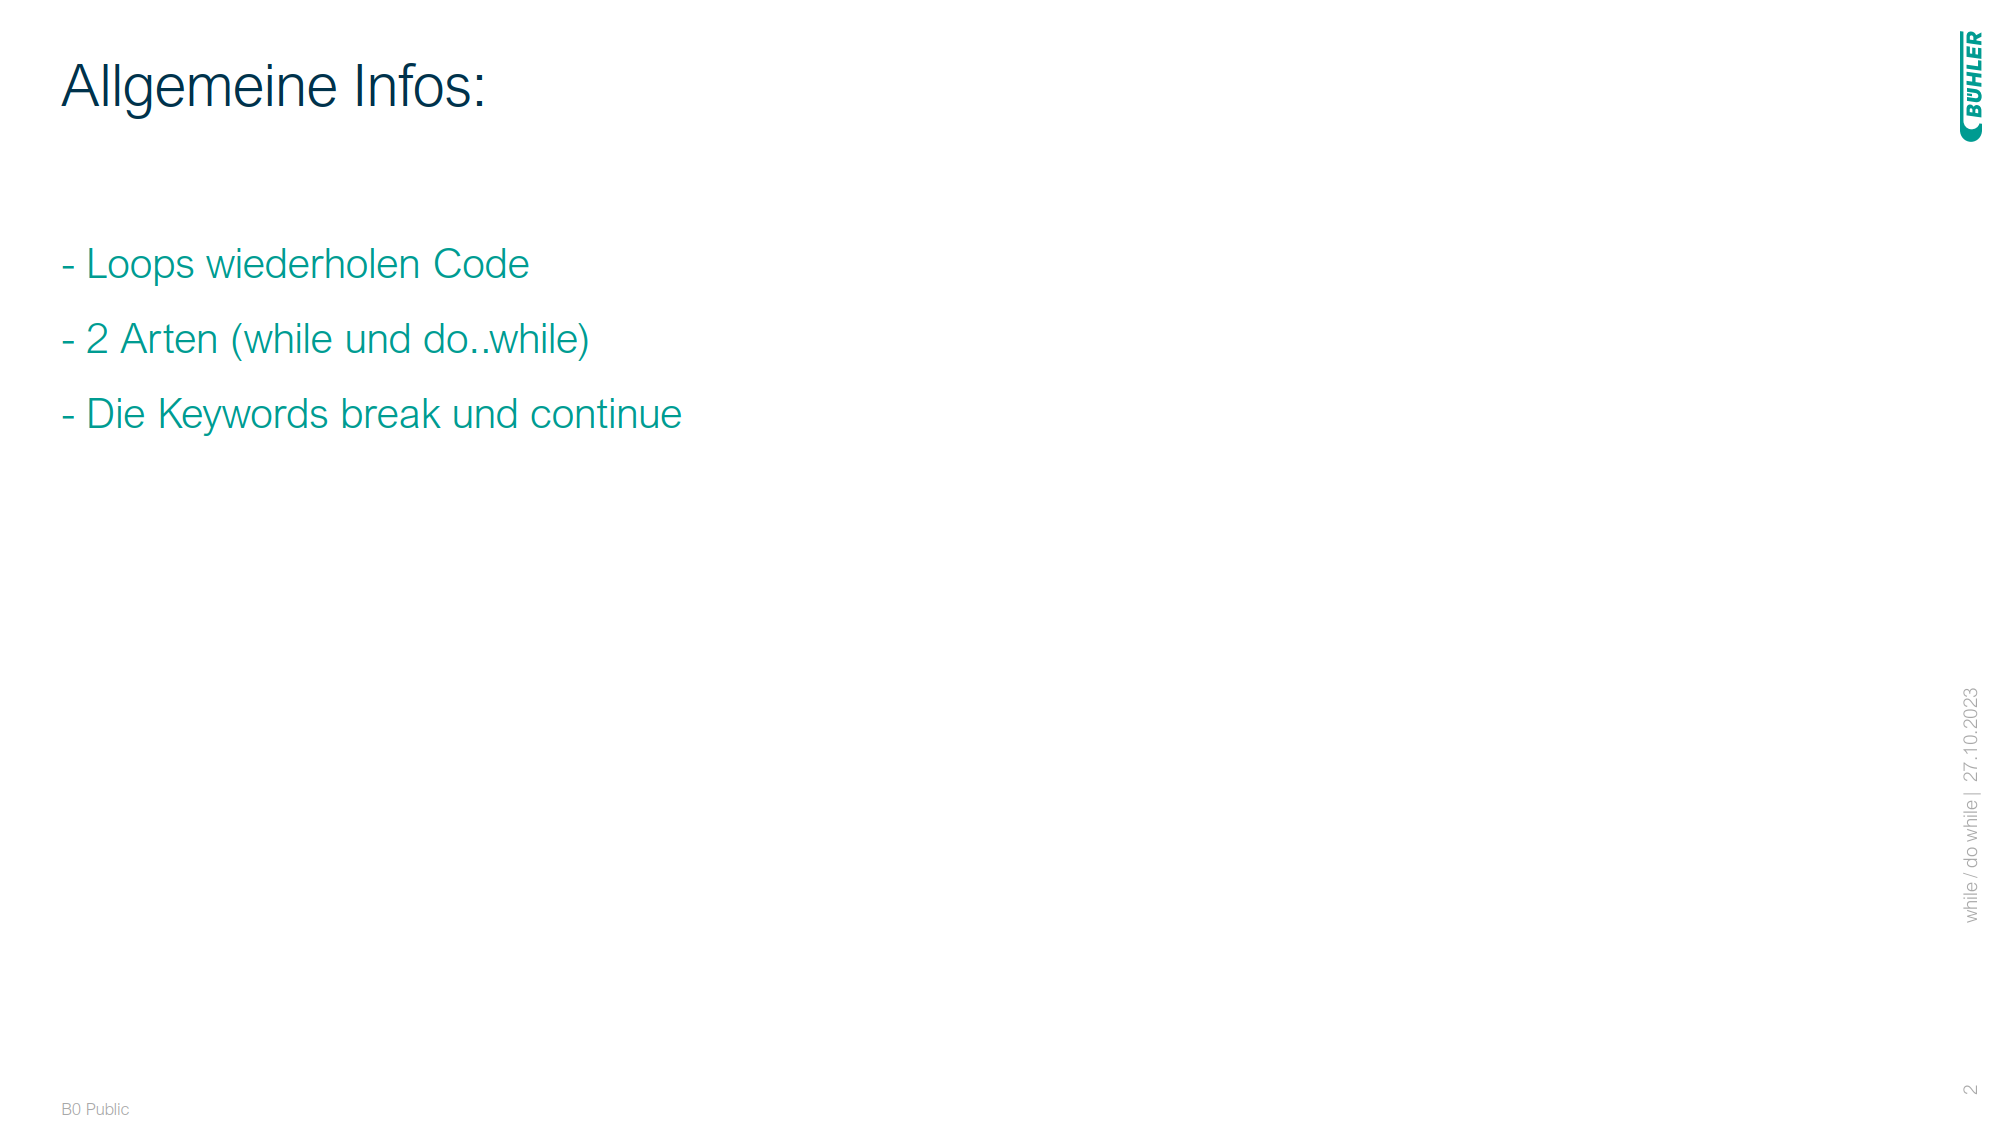 Allgemeine Infos:
BÜHLER
- Loops wiederholen Code
- 2 Arten (while und do..while)
- Die Keywords break und continue
while / do while | 27.10.2023
2
B0 Public